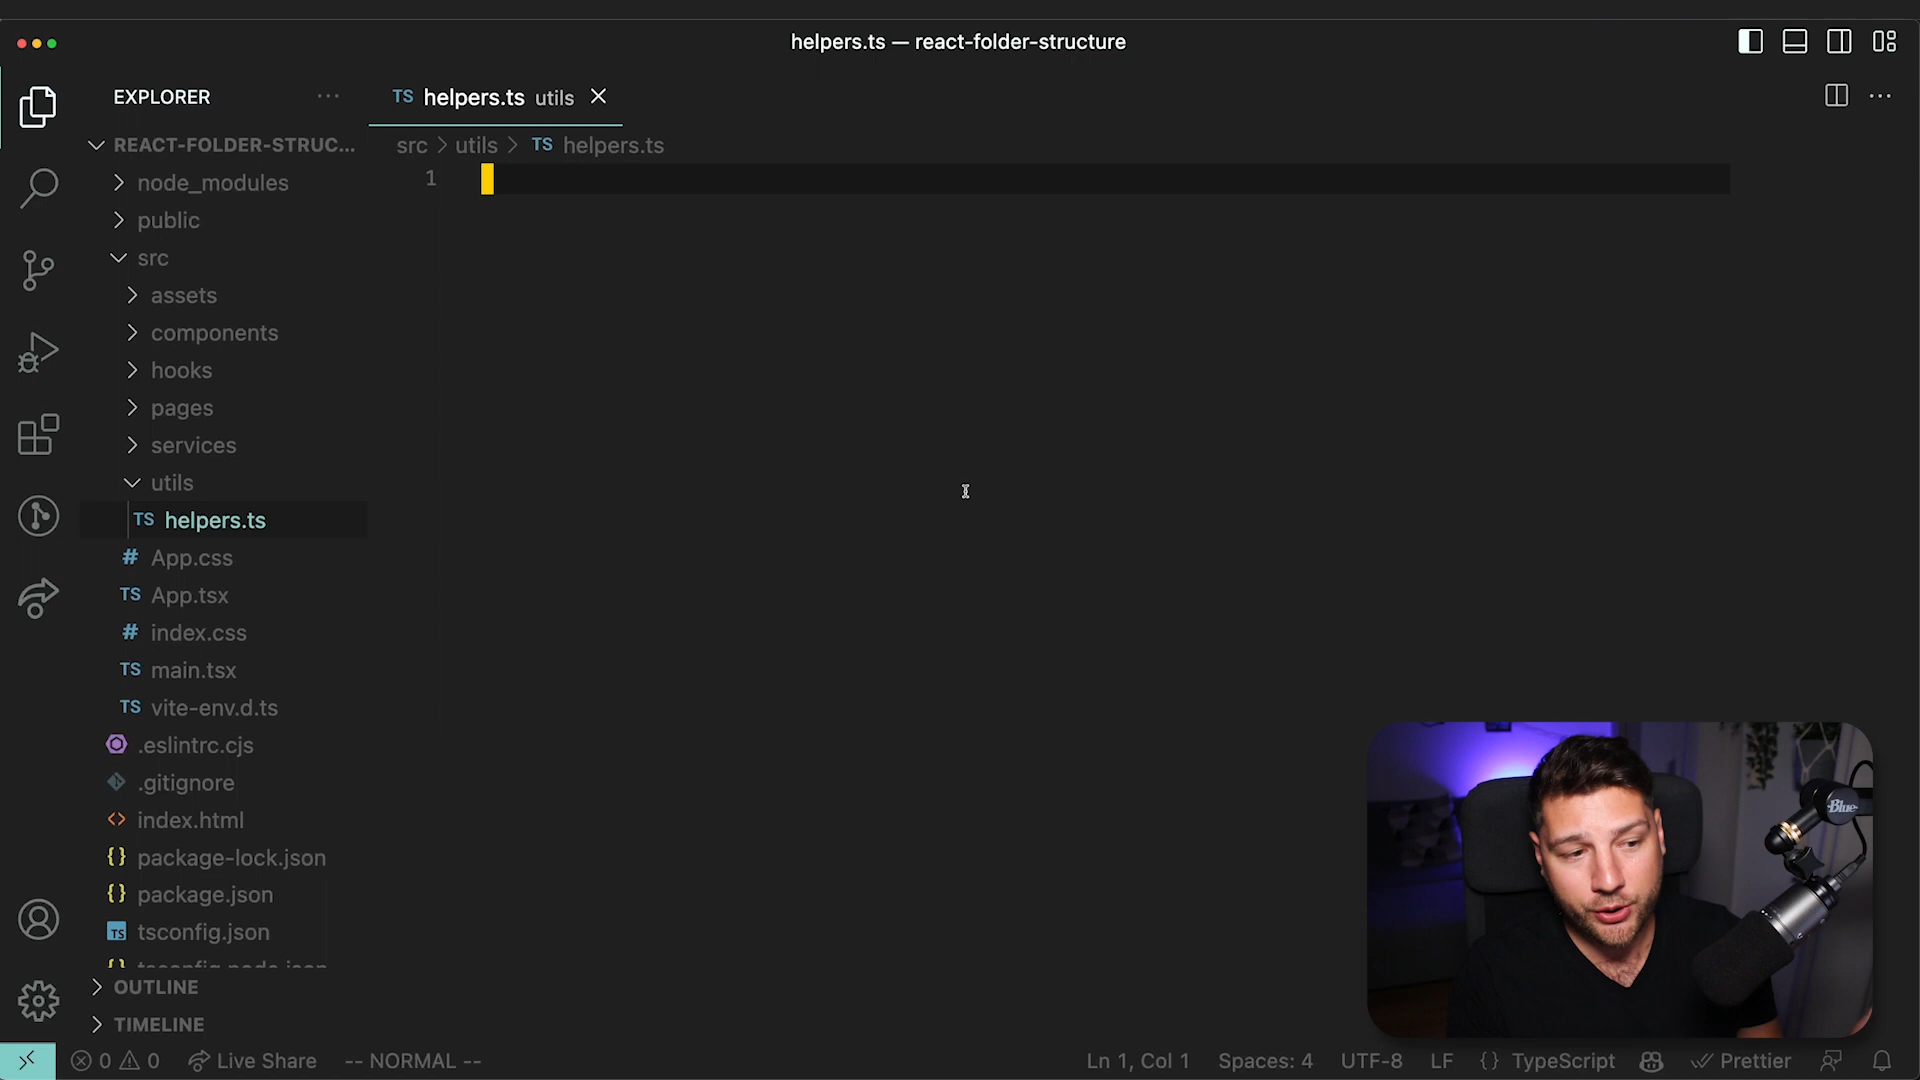 helpers.ts — react-folder-structure
EXPLORER
TS helpers.ts utils
REACT-FOLDER-STRUC...
src > utils > TS helpers.ts
node_modules
1
public
src
assets
components
hooks
pages
services
utils
TS helpers.ts
# App.css
TS App.tsx
# index.css
TS main.tsx
TS vite-env.d.ts
.eslintrc.cjs
.gitignore
<> index.html
{} package-lock.json
{} package.json
TS tsconfig.json
{} tsconfig.node.json
OUTLINE
TIMELINE
0 0 Live Share -- NORMAL --
Ln 1, Col 1 Spaces: 4 UTF-8 LF {} TypeScript Prettier
Blue